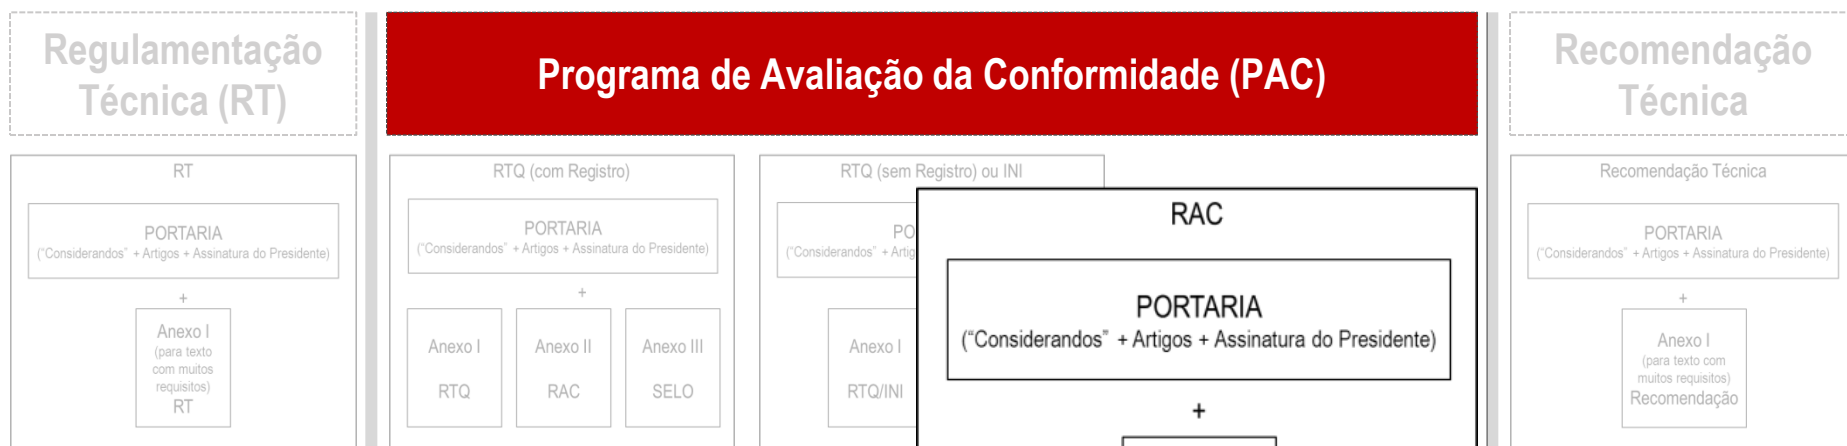 Regulamentação
Técnica (RT)
Programa de Avaliação da Conformidade (PAC)
Recomendação
Técnica
RT
PORTARIA
("Considerandos" + Artigos + Assinatura do Presidente)
+
Anexo I
(para texto
com muitos
requisitos)
RT
RTQ (com Registro)
PORTARIA
("Considerandos" + Artigos + Assinatura do Presidente)
+
Anexo I
RTQ
Anexo II
RAC
Anexo III
SELO
RTQ (sem Registro) ou INI
("Considerandos" +
Anexo I
RTQ/INI
RAC
PORTARIA
("Considerandos" + Artigos + Assinatura do Presidente)
+
Recomendação Técnica
PORTARIA
("Considerandos" + Artigos + Assinatura do Presidente)
+
Anexo I
(para texto com
muitos requisitos)
Recomendação